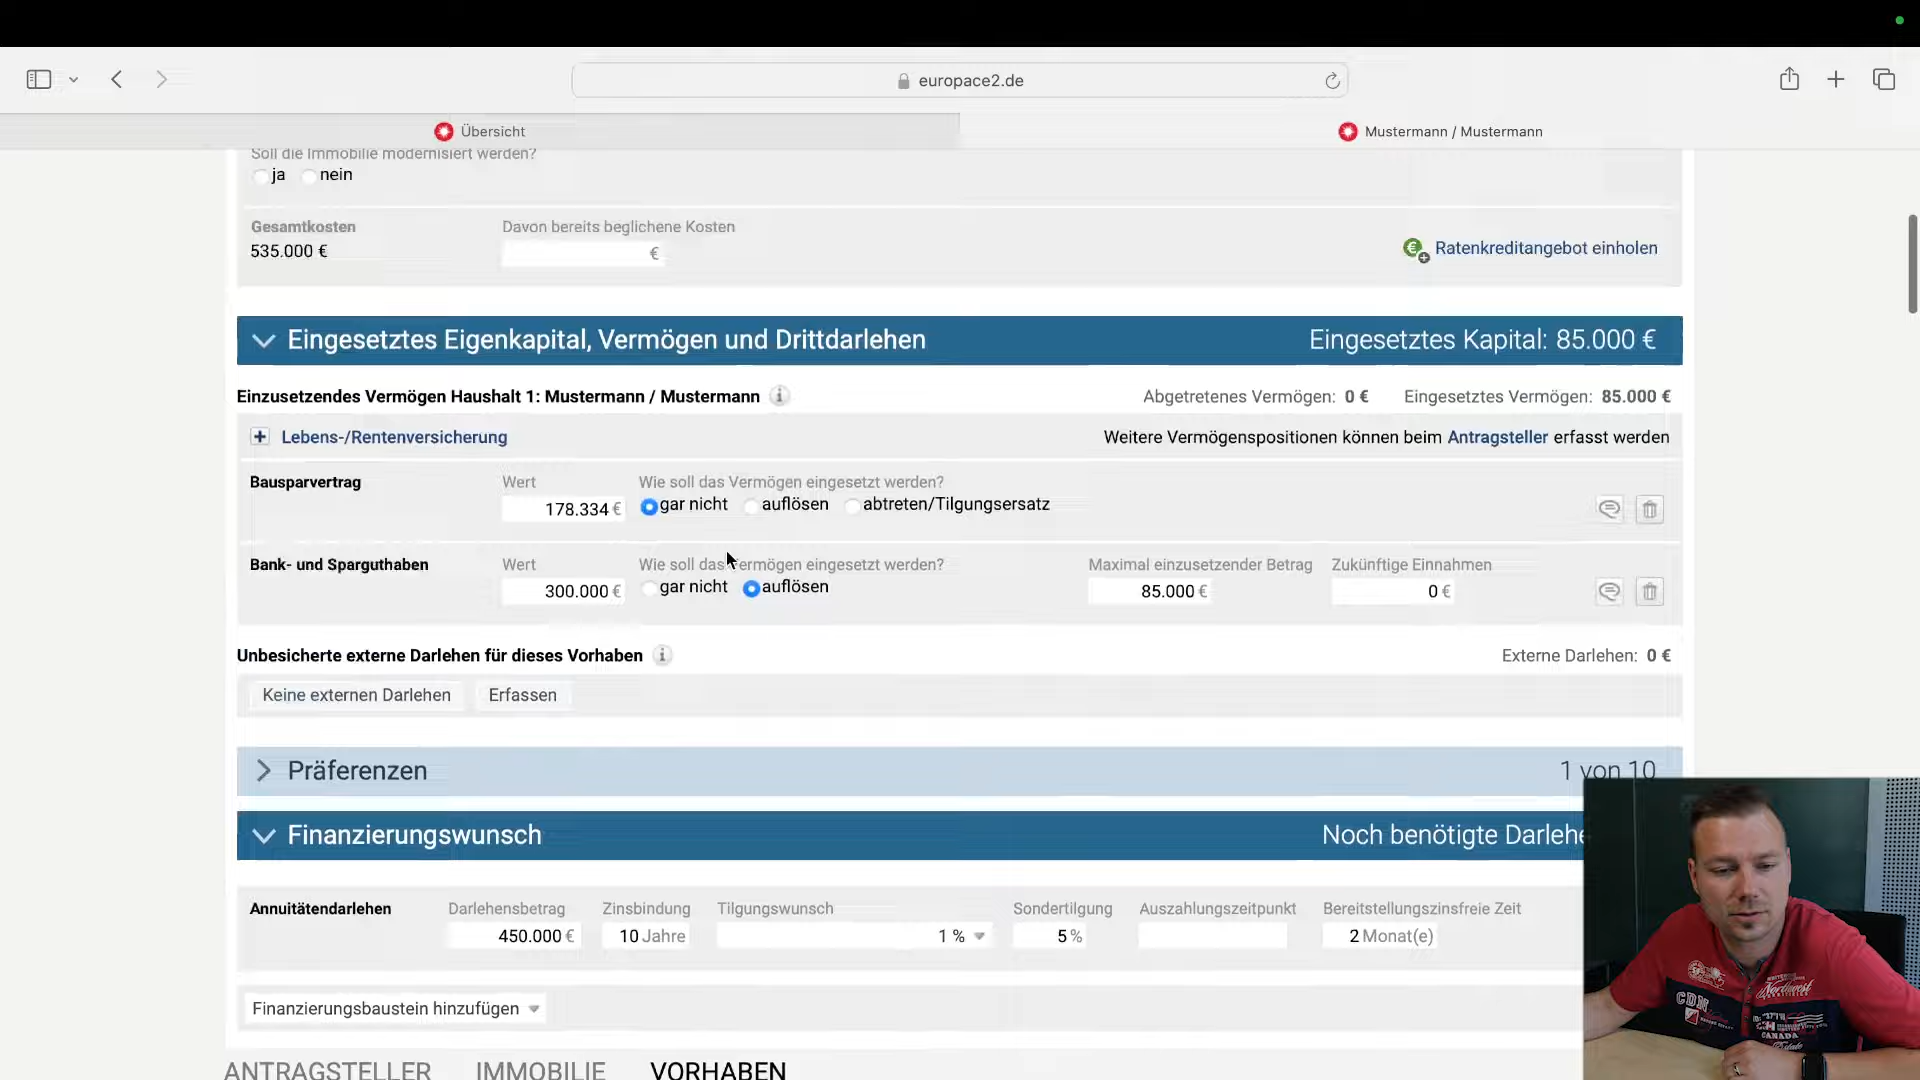 europace2.de
Übersicht
Mustermann / Mustermann
Soll die Immobilie modernisiert werden?
ja nein
Gesamtkosten Davon bereits beglichene Kosten
535.000 € €
Ratenkreditangebot einholen
Eingesetztes Eigenkapital, Vermögen und Drittdarlehen Eingesetztes Kapital: 85.000 €
Einzusetzendes Vermögen Haushalt 1: Mustermann / Mustermann Abgetretenes Vermögen: 0 € Eingesetztes Vermögen: 85.000 €
Lebens-/Rentenversicherung Weitere Vermögenspositionen können beim Antragsteller erfasst werden
Bausparvertrag Wert Wie soll das Vermögen eingesetzt werden?
178.334 € gar nicht auflösen abtreten/Tilgungsersatz
Bank- und Sparguthaben Wert Wie soll das Vermögen eingesetzt werden? Maximal einzusetzender Betrag Zukünftige Einnahmen
300.000 € gar nicht auflösen 85.000 € 0 €
Unbesicherte externe Darlehen für dieses Vorhaben Externe Darlehen: 0 €
Keine externen Darlehen Erfassen
Präferenzen 1 von 10
Finanzierungswunsch Noch benötigte Darlehe
Annuitätendarlehen Darlehensbetrag Zinsbindung Tilgungswunsch Sondertilgung Auszahlungszeitpunkt Bereitstellungszinsfreie Zeit
450.000 € 10 Jahre 1 % 5 % 2 Monat(e)
Finanzierungsbaustein hinzufügen
ANTRAGSTELLER IMMOBILIE VORHABEN
Northwest
CDN
CANADA